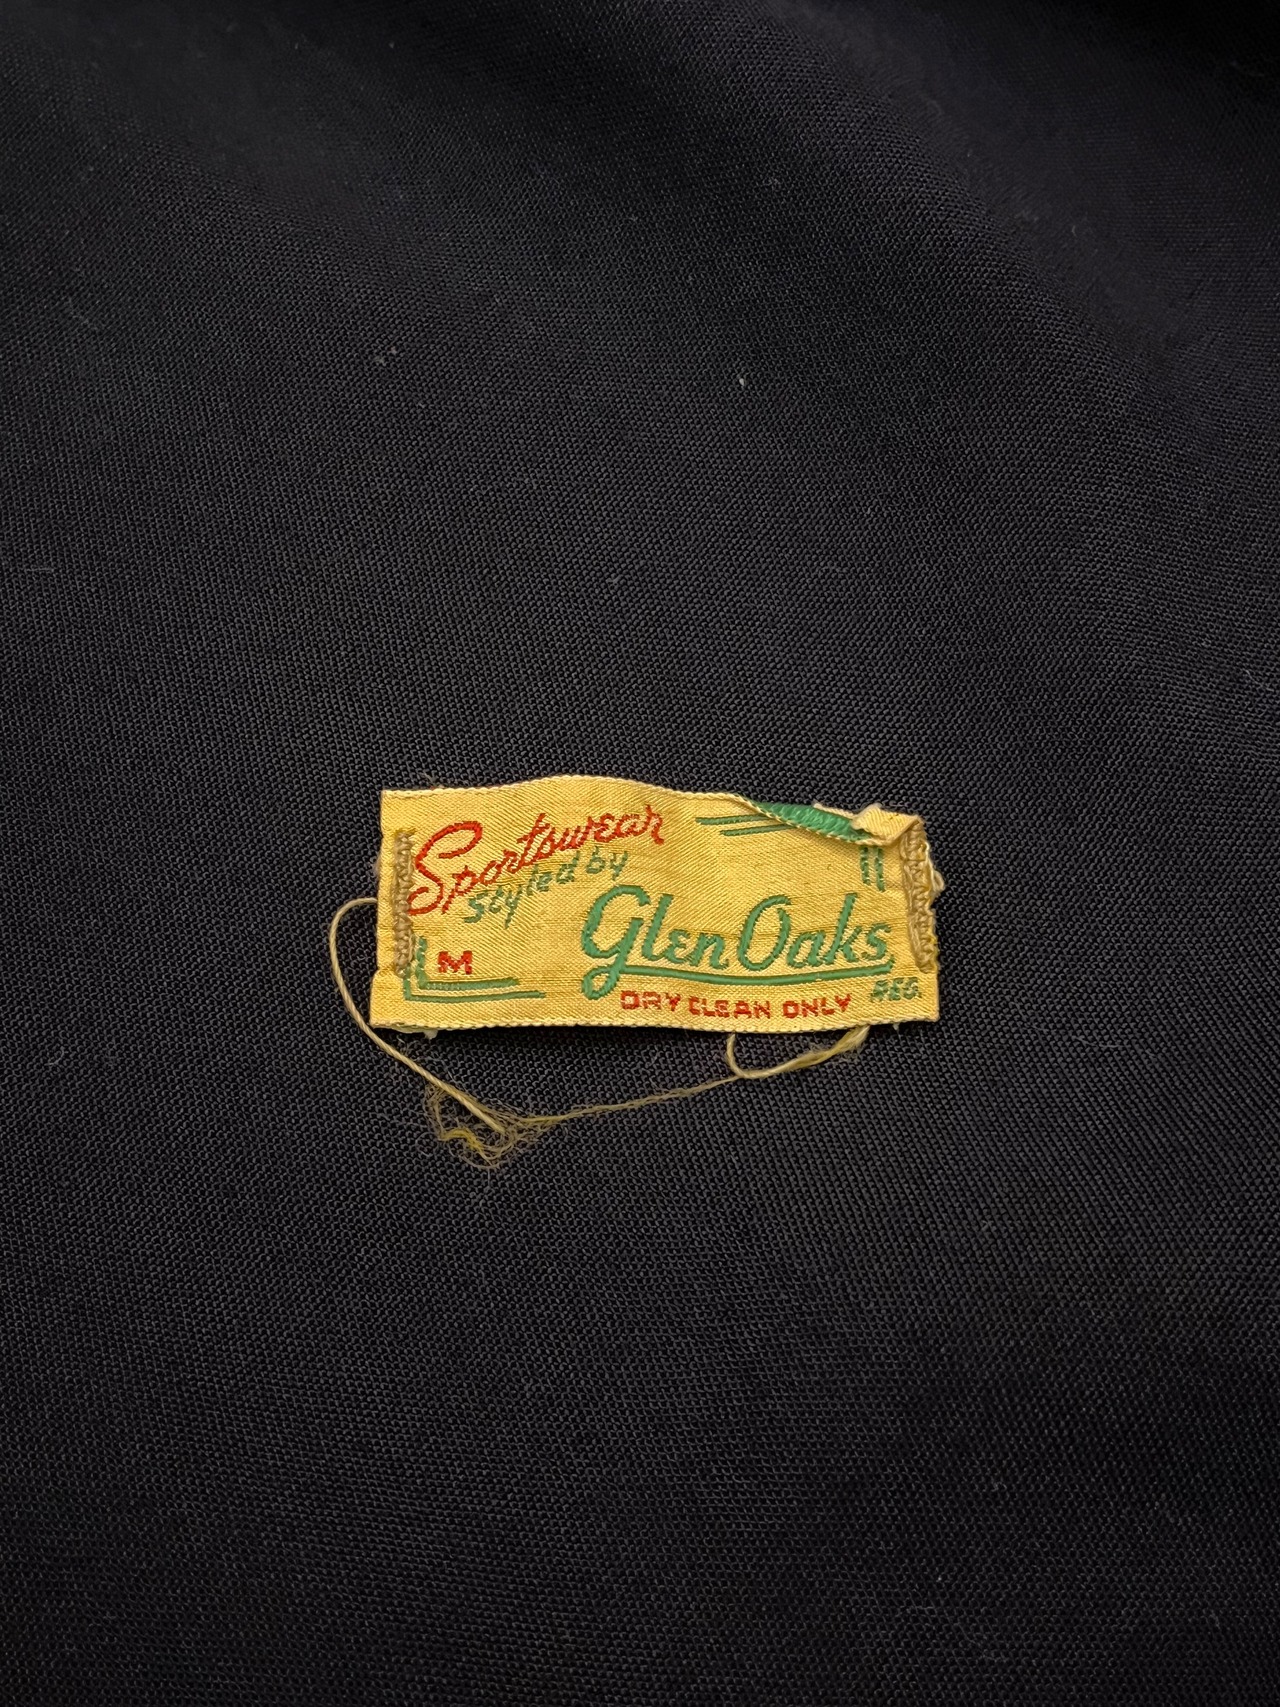 Sportswear
styled by
Glen Oaks
REG.
M
DRY CLEAN ONLY